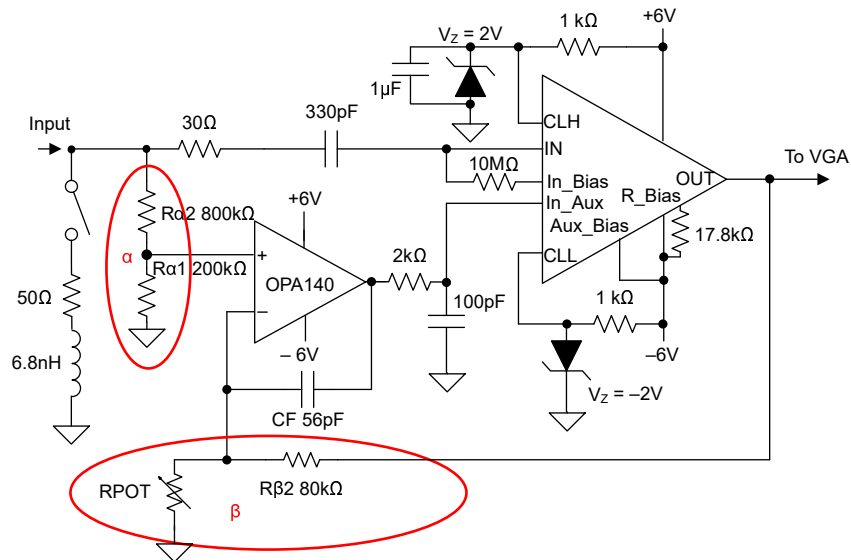 V_Z = 2V
1 kΩ
+6V
1µF
330pF
CLH
Input
30Ω
IN
To VGA
10MΩ
In_Bias
OUT
R_Bias
In_Aux
Aux_Bias
Rα2 800kΩ
+6V
17.8kΩ
α
Rα1 200kΩ
+
OPA140
2kΩ
CLL
50Ω
100pF
1 kΩ
–
– 6V
–6V
6.8nH
V_Z = –2V
CF 56pF
RPOT
Rβ2 80kΩ
β